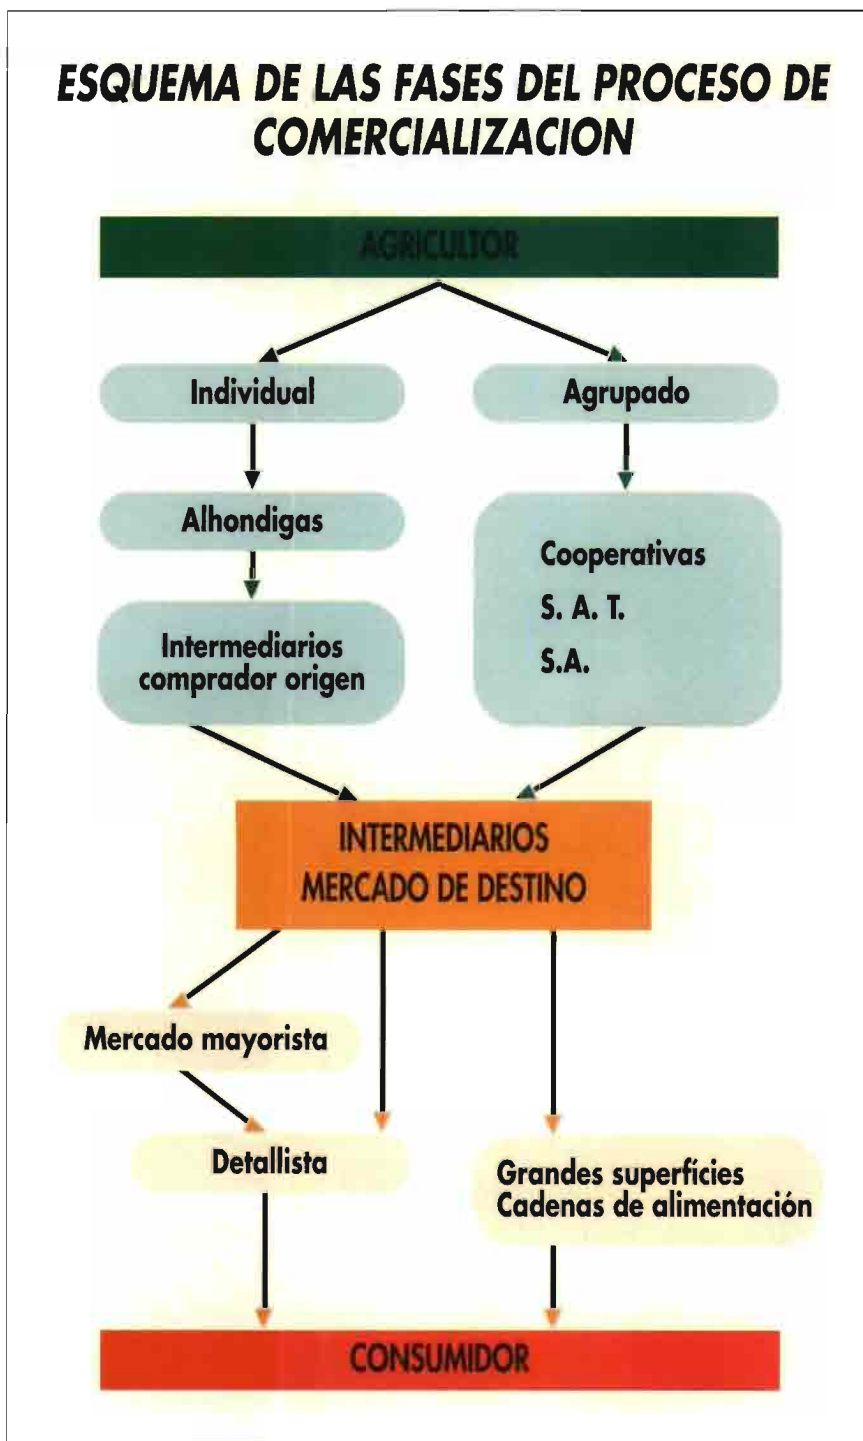 ESQUEMA DE LAS FASES DEL PROCESO DE
COMERCIALIZACION
AGRICULTOR
Individual
Agrupado
Alhondigas
Cooperativas
S. A. T.
S.A.
Intermediarios
comprador origen
INTERMEDIARIOS
MERCADO DE DESTINO
Mercado mayorista
Detallista
Grandes superfícies
Cadenas de alimentación
CONSUMIDOR